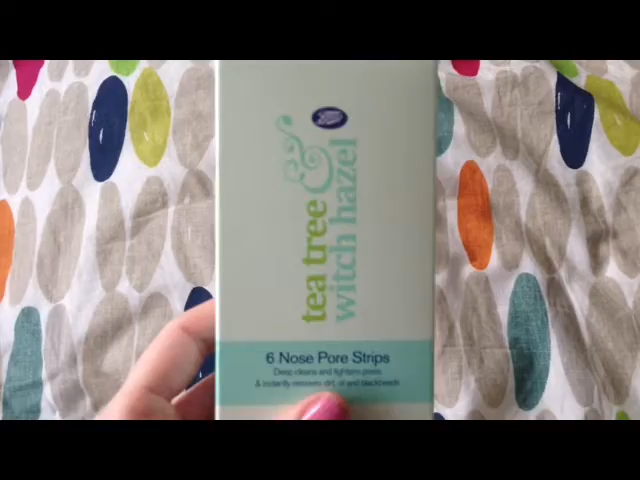 tea tree
&
witch hazel
6 Nose Pore Strips
Deep cleans and tightens pores
& instantly removes dirt, oil and blackheads